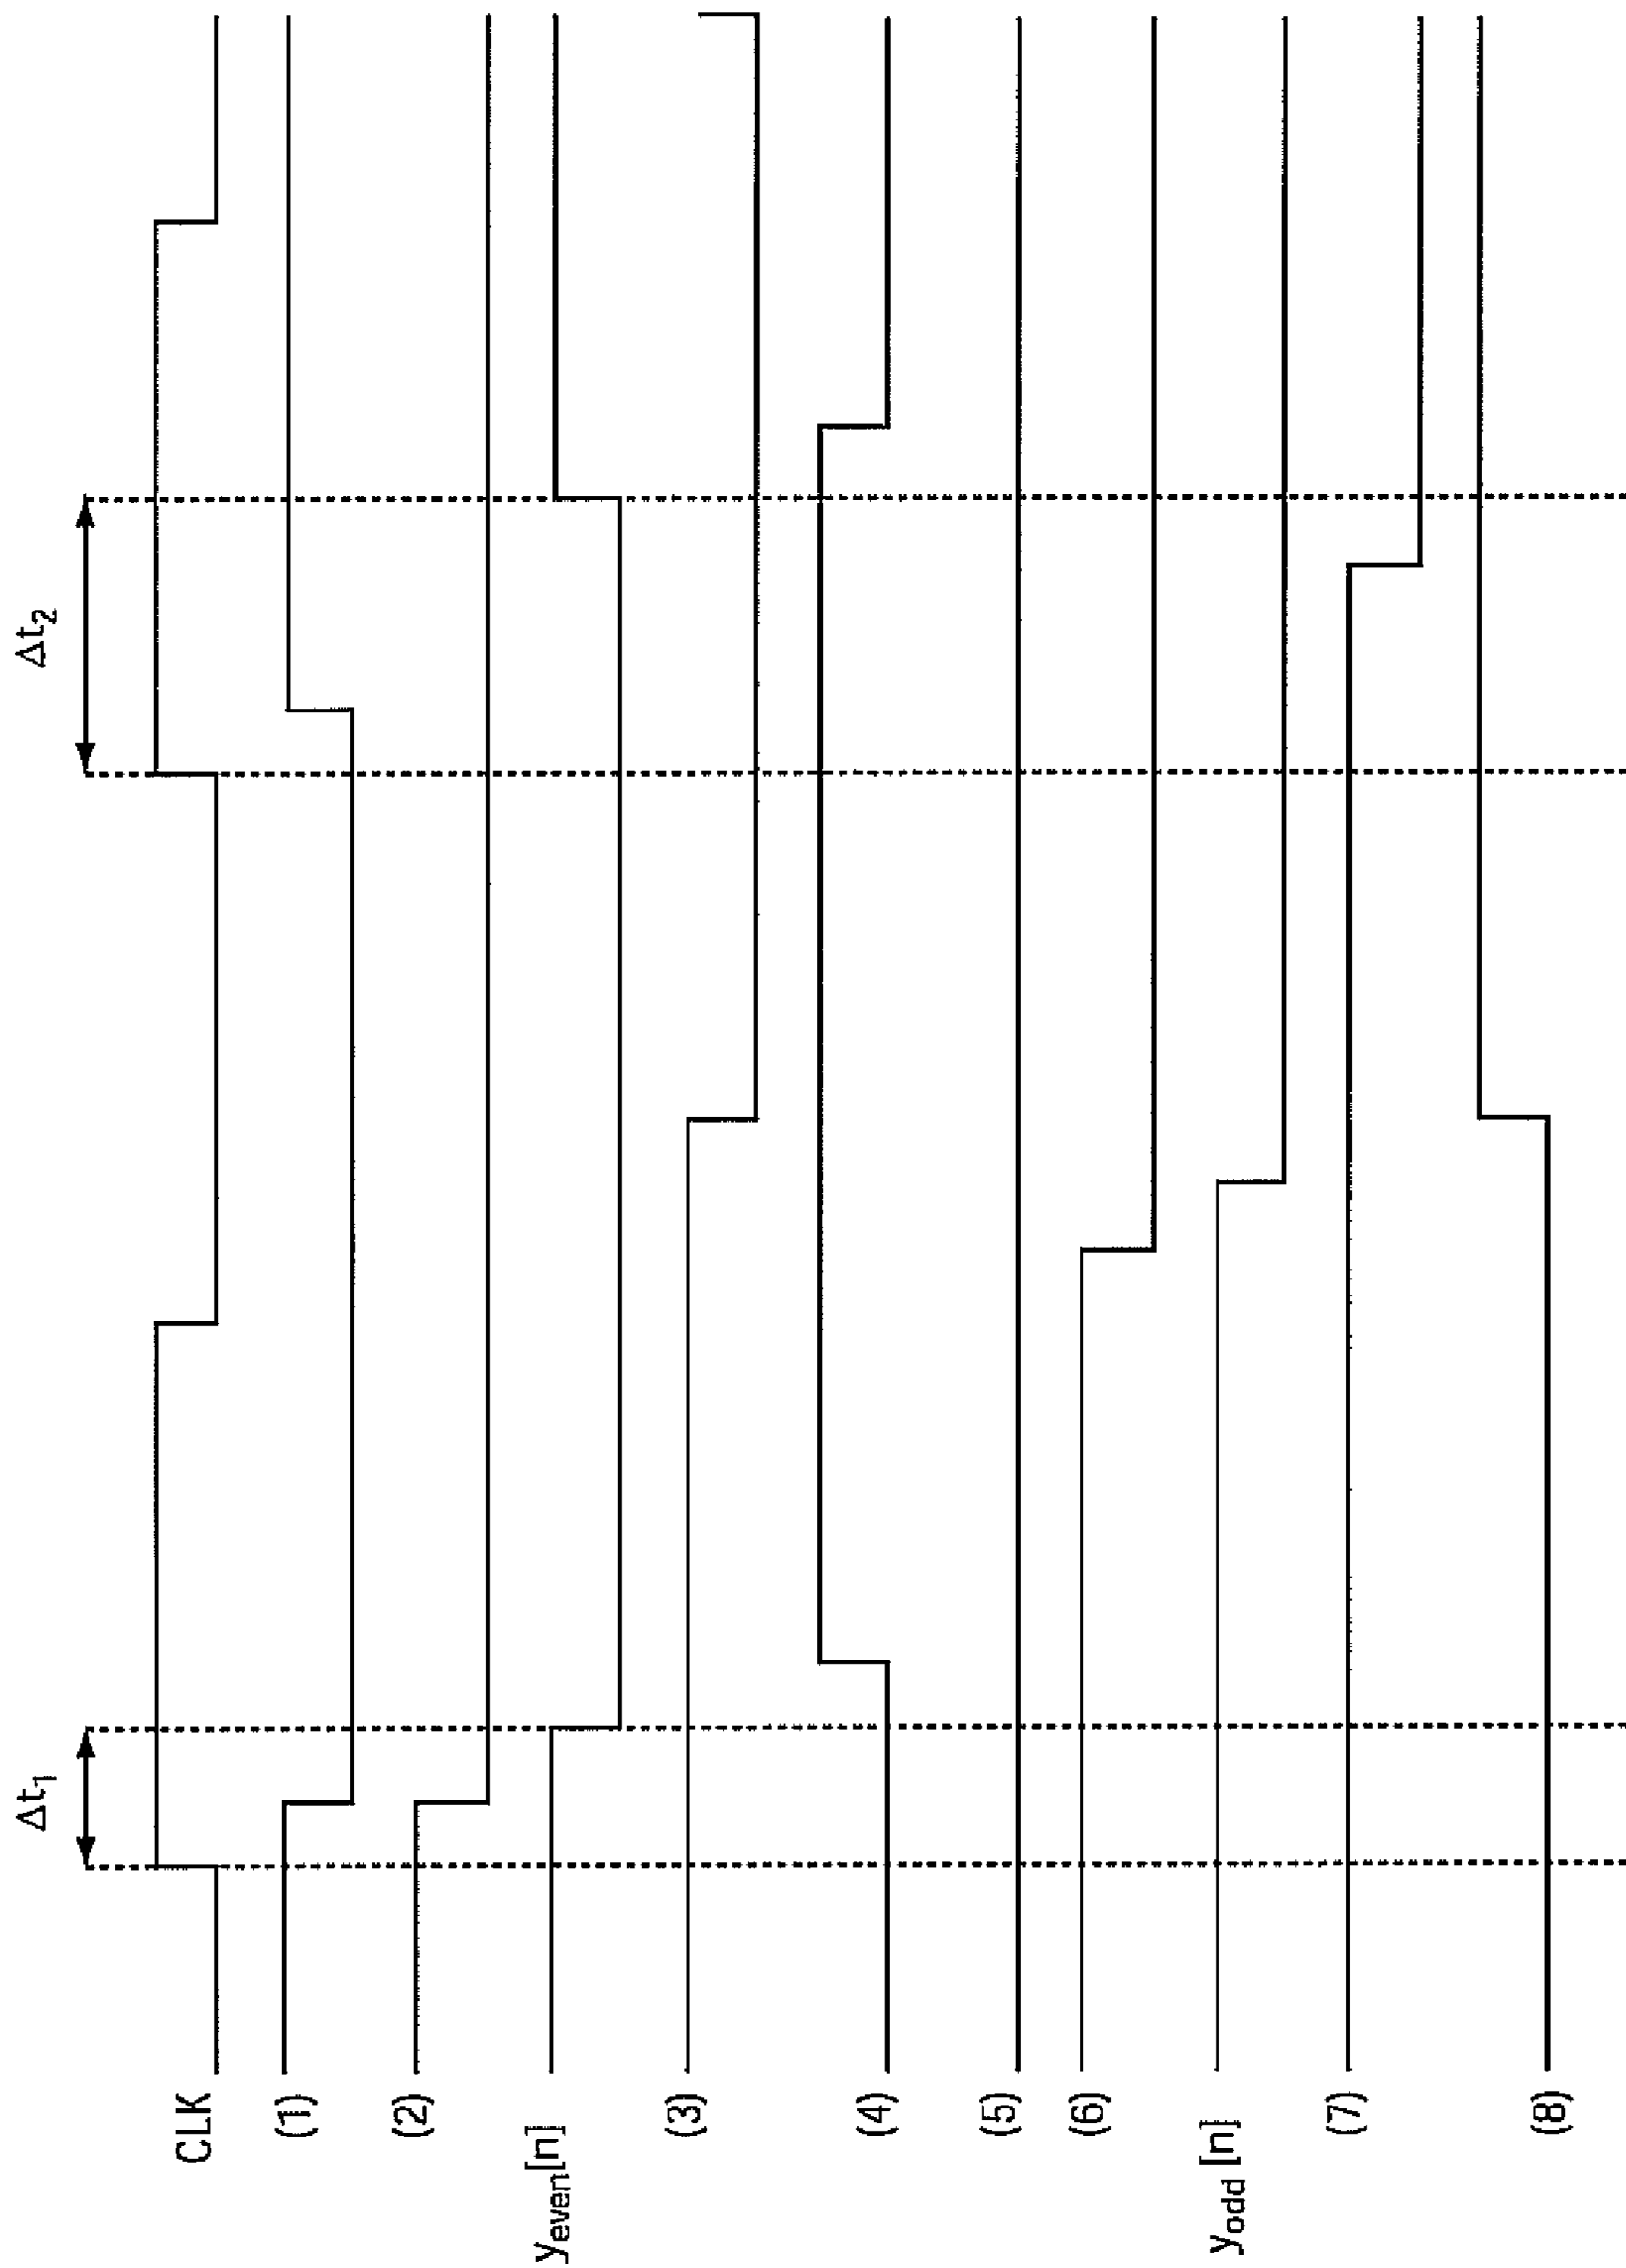 Δt1
Δt2
CLK
(1)
(2)
yeven[n]
(3)
(4)
(5)
(6)
yodd [n]
(7)
(8)